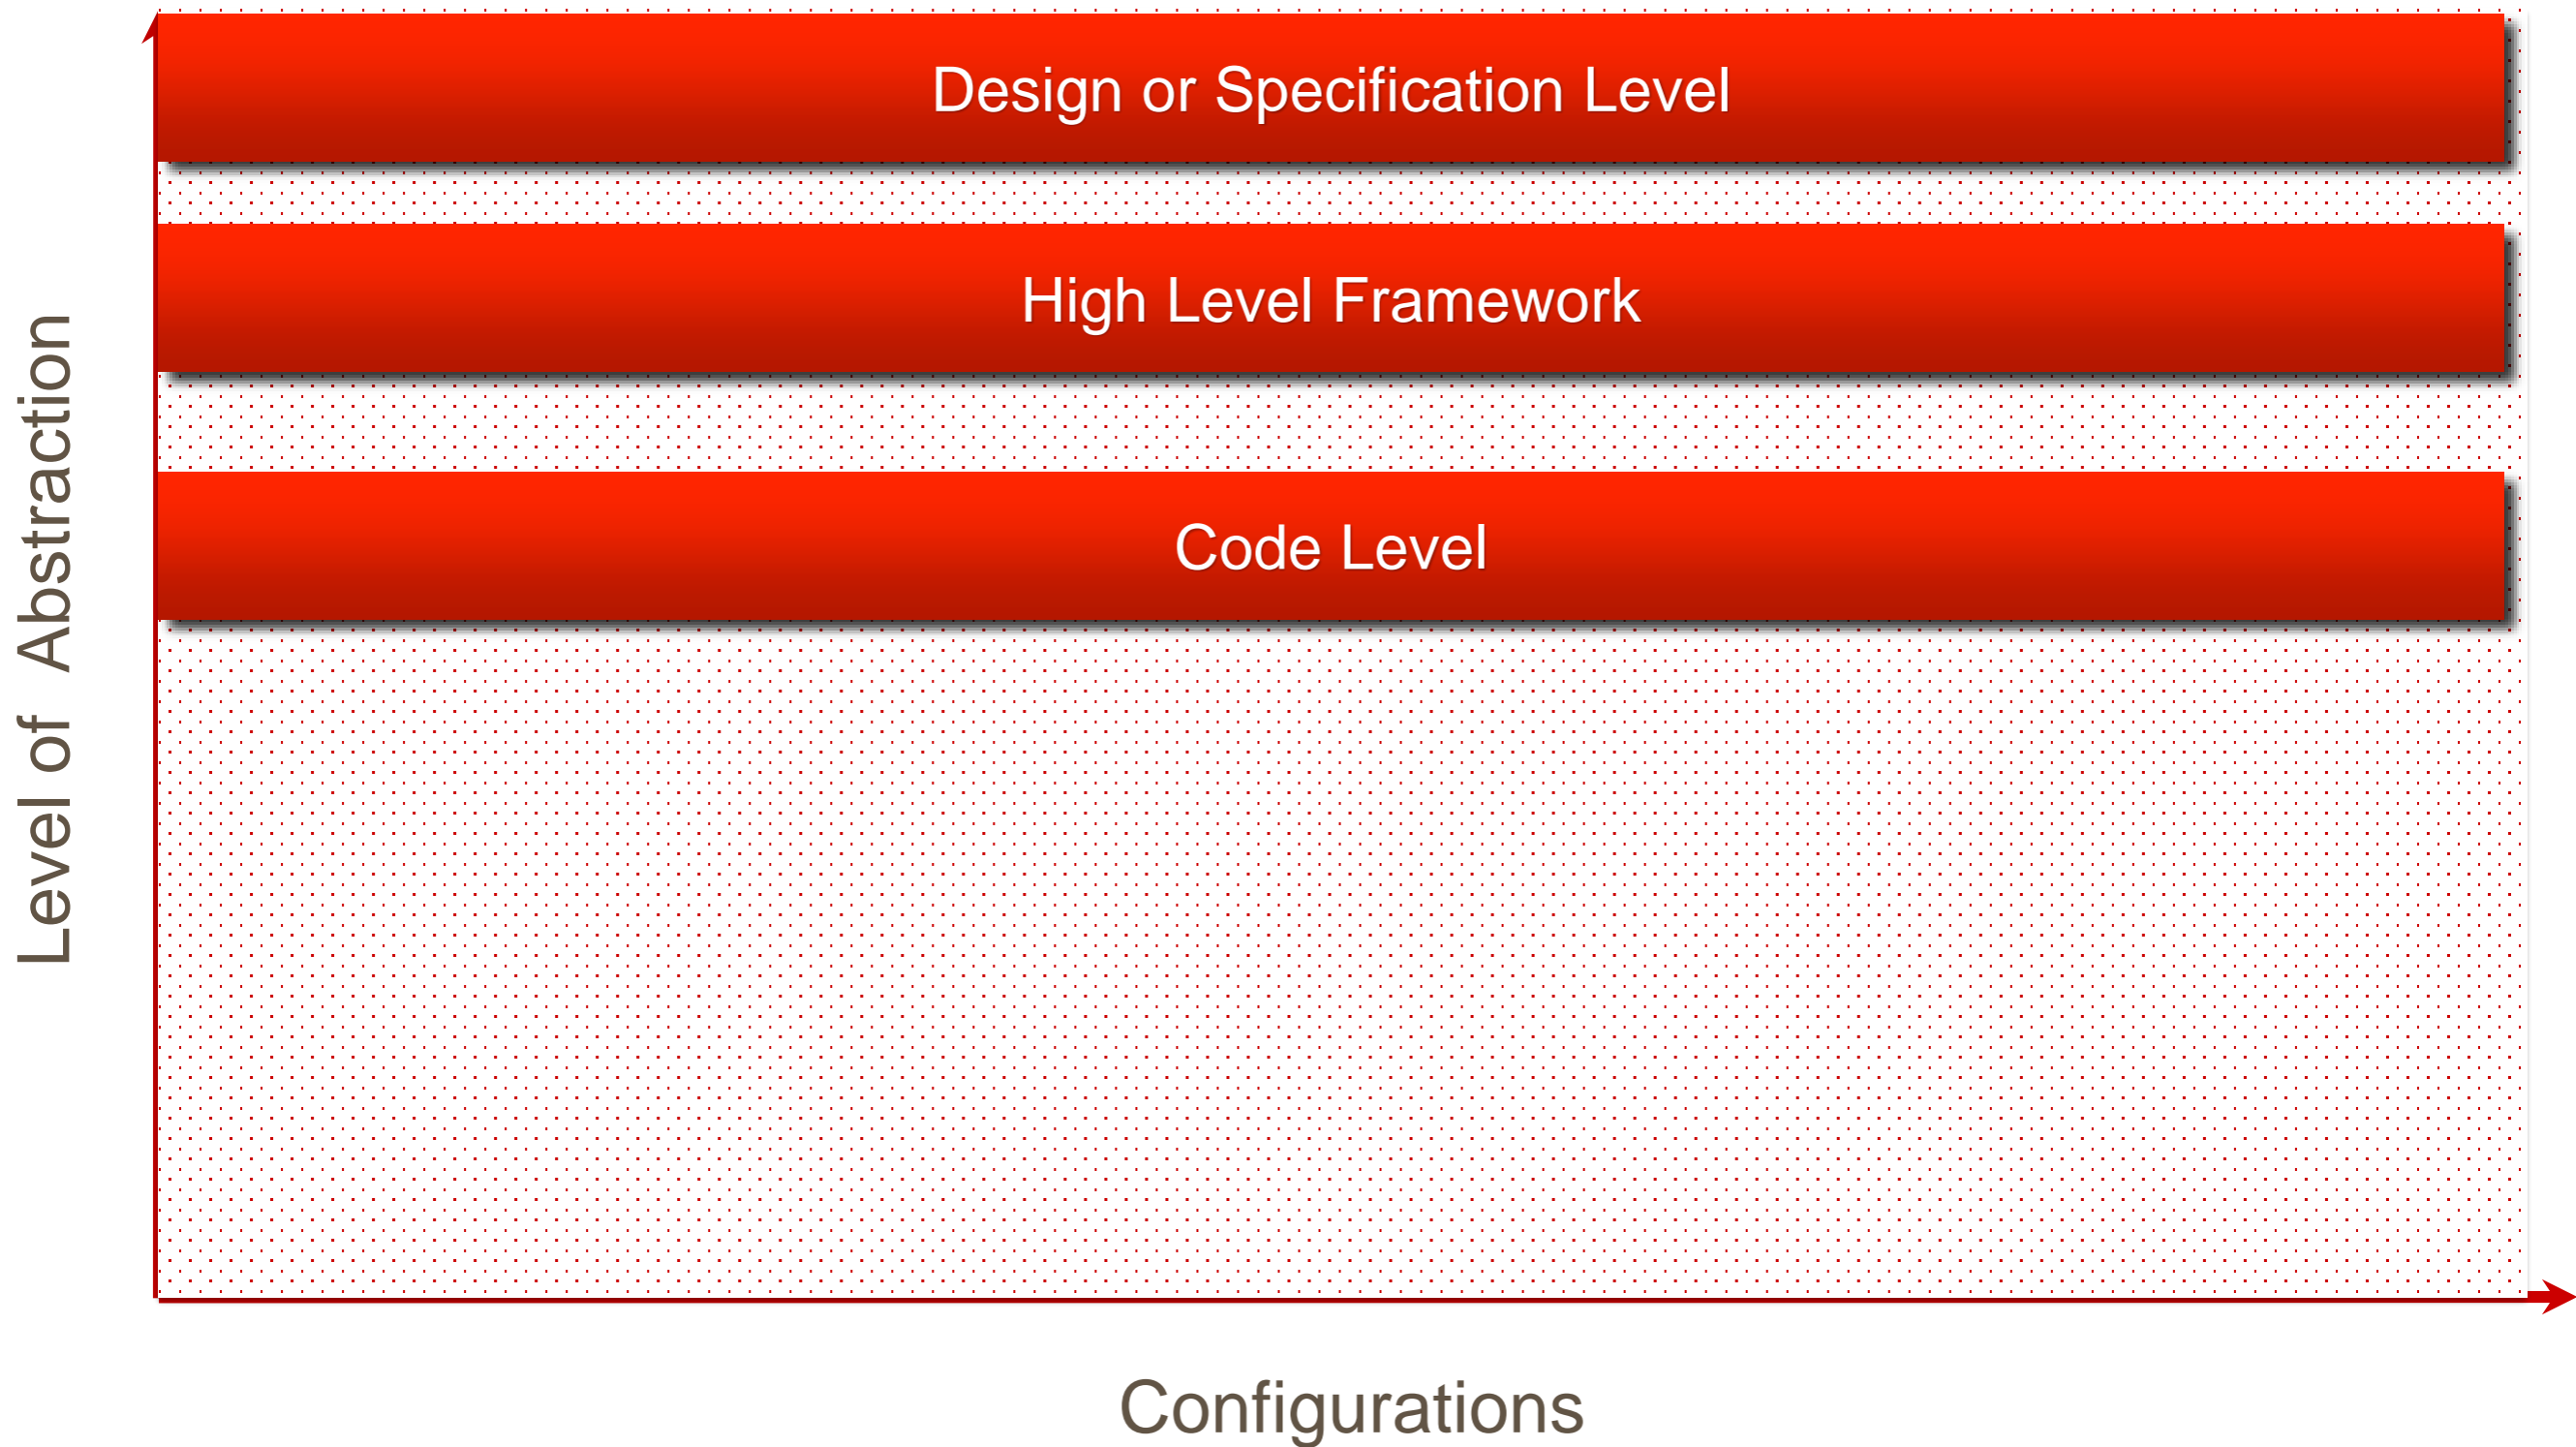 Design or Specification Level
High Level Framework
Code Level
Level of Abstraction
Configurations